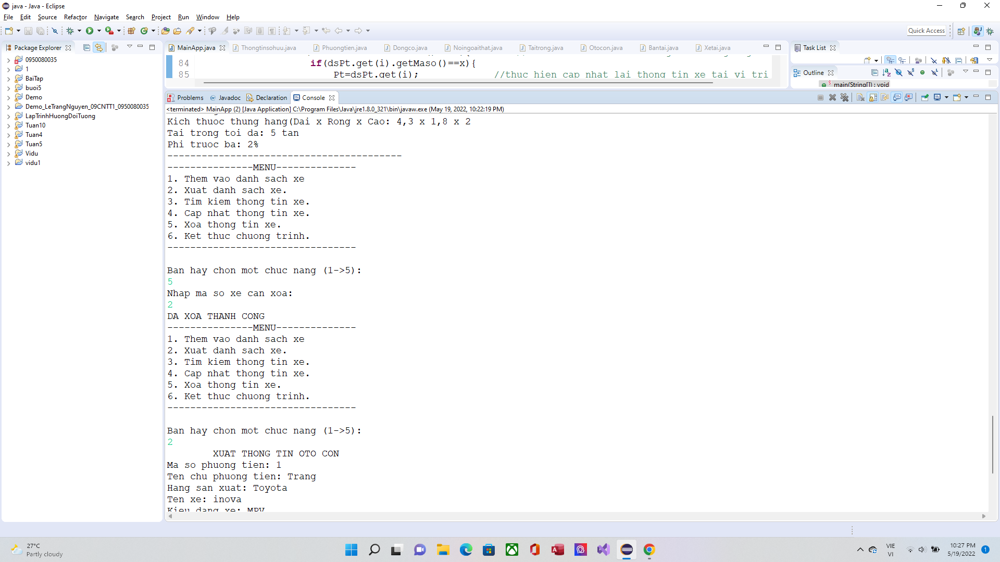 java - Java - Eclipse
File Edit Source Refactor Navigate Search Project Run Window Help
Quick Access
Package Explorer
0950080035
1
BaiTap
buoi5
Demo
Demo_LeTrangNguyen_09CNTT1_0950080035
LapTrinhHuongDoiTuong
Tuan10
Tuan4
Tuan5
Vidu
vidu1
MainApp.java Thongtinsohuu.java Phuongtien.java Dongco.java Noingoaithat.java Taitrong.java Otocon.java Bantai.java Xetai.java
84 if(dsPt.get(i).getMaso()==x){
85 Pt=dsPt.get(i); //thuc hien cap nhat lai thong tin xe tai vi tri
Task List
Outline
main(String[]) : void
Problems Javadoc Declaration Console
<terminated> MainApp (2) [Java Application] C:\Program Files\Java\jre1.8.0_321\bin\javaw.exe (May 19, 2022, 10:22:19 PM)
Kich thuoc thung hang(Dai x Rong x Cao: 4,3 x 1,8 x 2
Tai trong toi da: 5 tan
Phi truoc ba: 2%
-----------------------------------------
---------------MENU--------------
1. Them vao danh sach xe
2. Xuat danh sach xe.
3. Tim kiem thong tin xe.
4. Cap nhat thong tin xe.
5. Xoa thong tin xe.
6. Ket thuc chuong trinh.
---------------------------------
Ban hay chon mot chuc nang (1->5):
5
Nhap ma so xe can xoa:
2
DA XOA THANH CONG
---------------MENU--------------
1. Them vao danh sach xe
2. Xuat danh sach xe.
3. Tim kiem thong tin xe.
4. Cap nhat thong tin xe.
5. Xoa thong tin xe.
6. Ket thuc chuong trinh.
---------------------------------
Ban hay chon mot chuc nang (1->5):
2
XUAT THONG TIN OTO CON
Ma so phuong tien: 1
Ten chu phuong tien: Trang
Hang san xuat: Toyota
Ten xe: inova
Kieu dang xe: MPV
27°C
Partly cloudy
VIE
VI
10:27 PM
5/19/2022
1